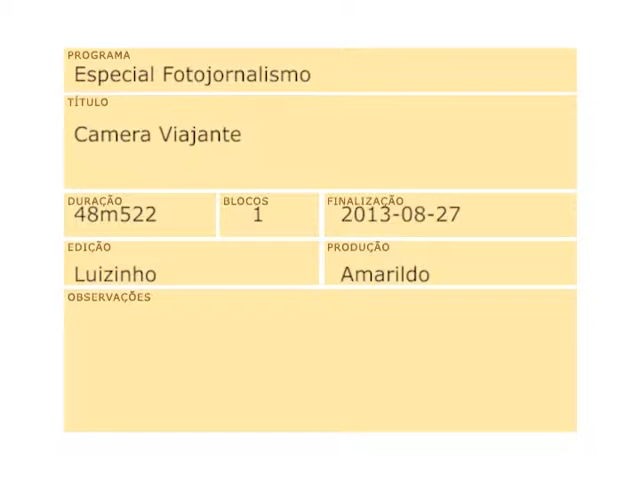 PROGRAMA
Especial Fotojornalismo
TÍTULO
Camera Viajante
DURAÇÃO BLOCOS FINALIZAÇÃO
48m522 1 2013-08-27
EDIÇÃO PRODUÇÃO
Luizinho Amarildo
OBSERVAÇÕES